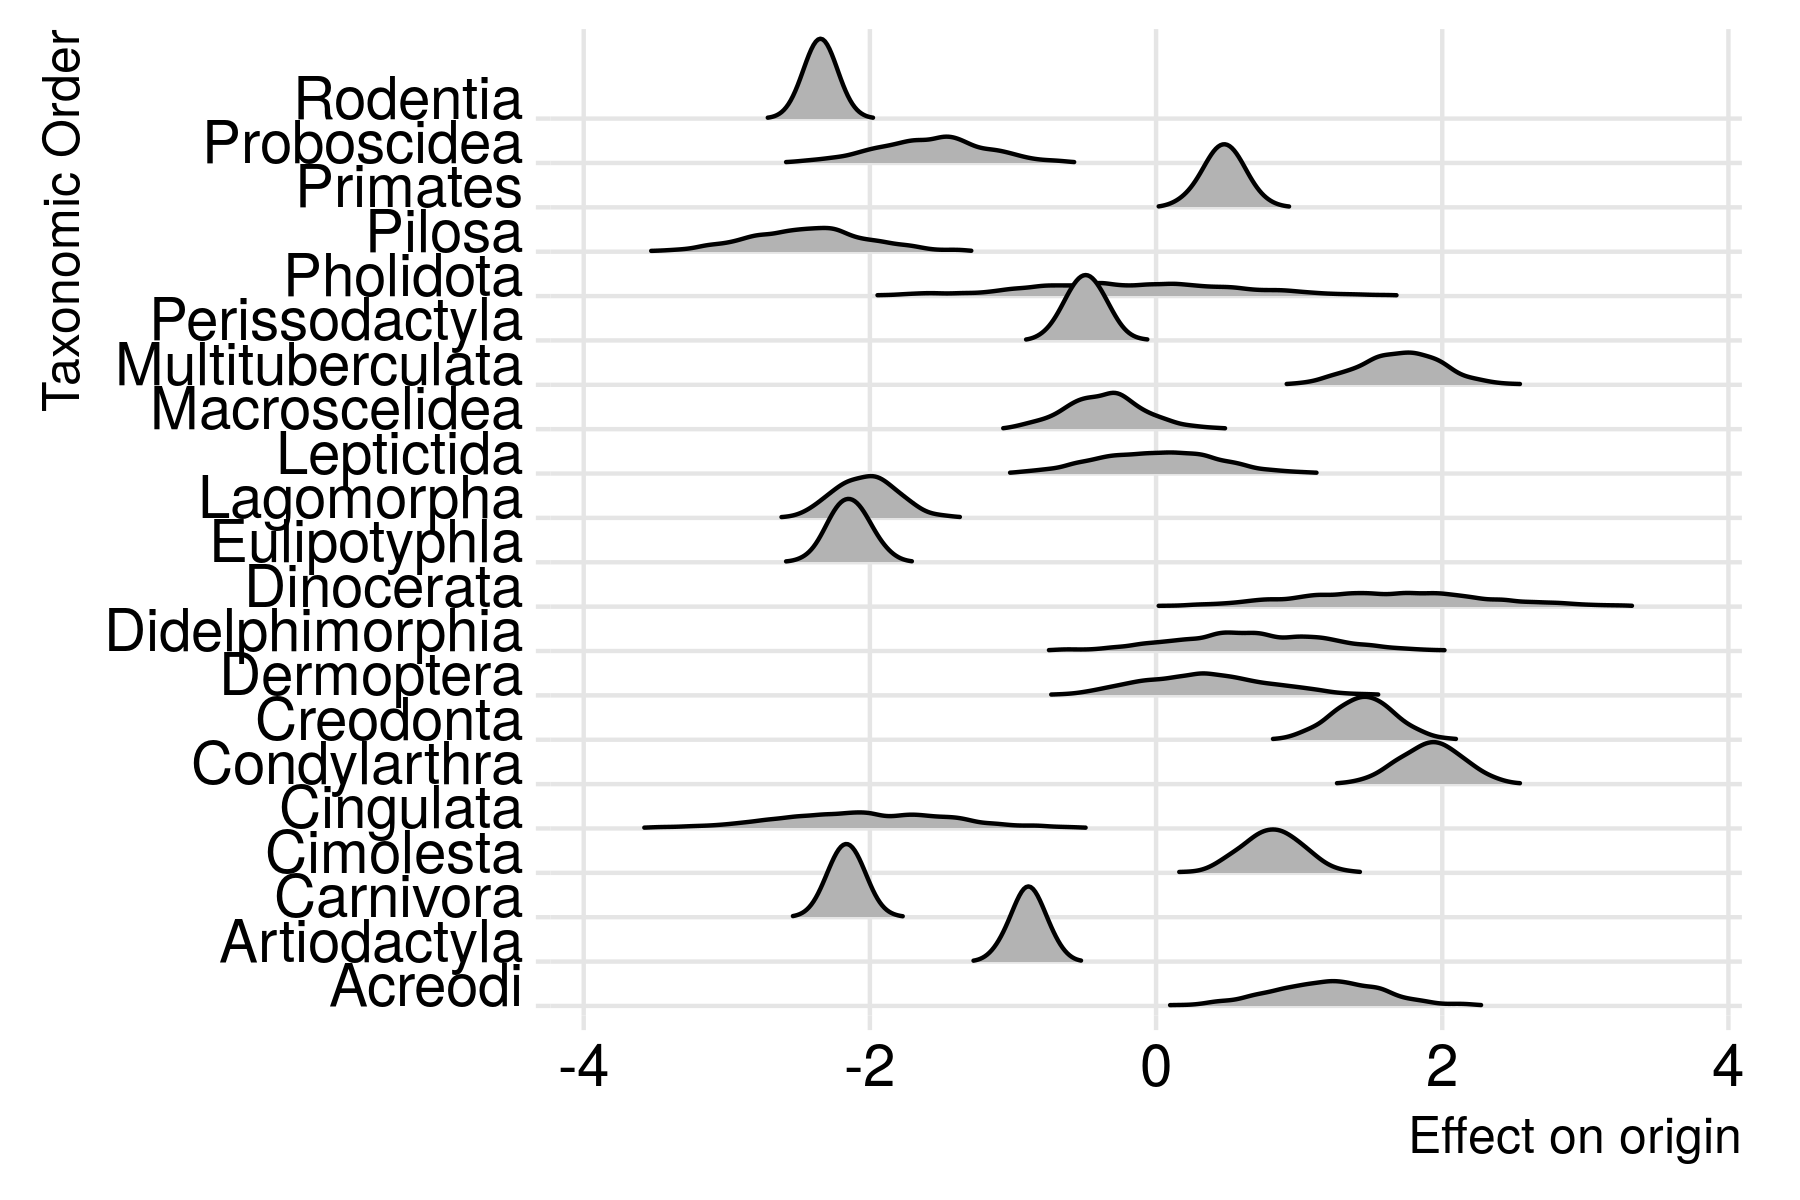 Taxonomic Order
Rodentia
Proboscidea
Primates
Pilosa
Pholidota
Perissodactyla
Multituberculata
Macroscelidea
Leptictida
Lagomorpha
Eulipotyphla
Dinocerata
Didelphimorphia
Dermoptera
Creodonta
Condylarthra
Cingulata
Cimolesta
Carnivora
Artiodactyla
Acreodi
-4 -2 0 2 4
Effect on origin